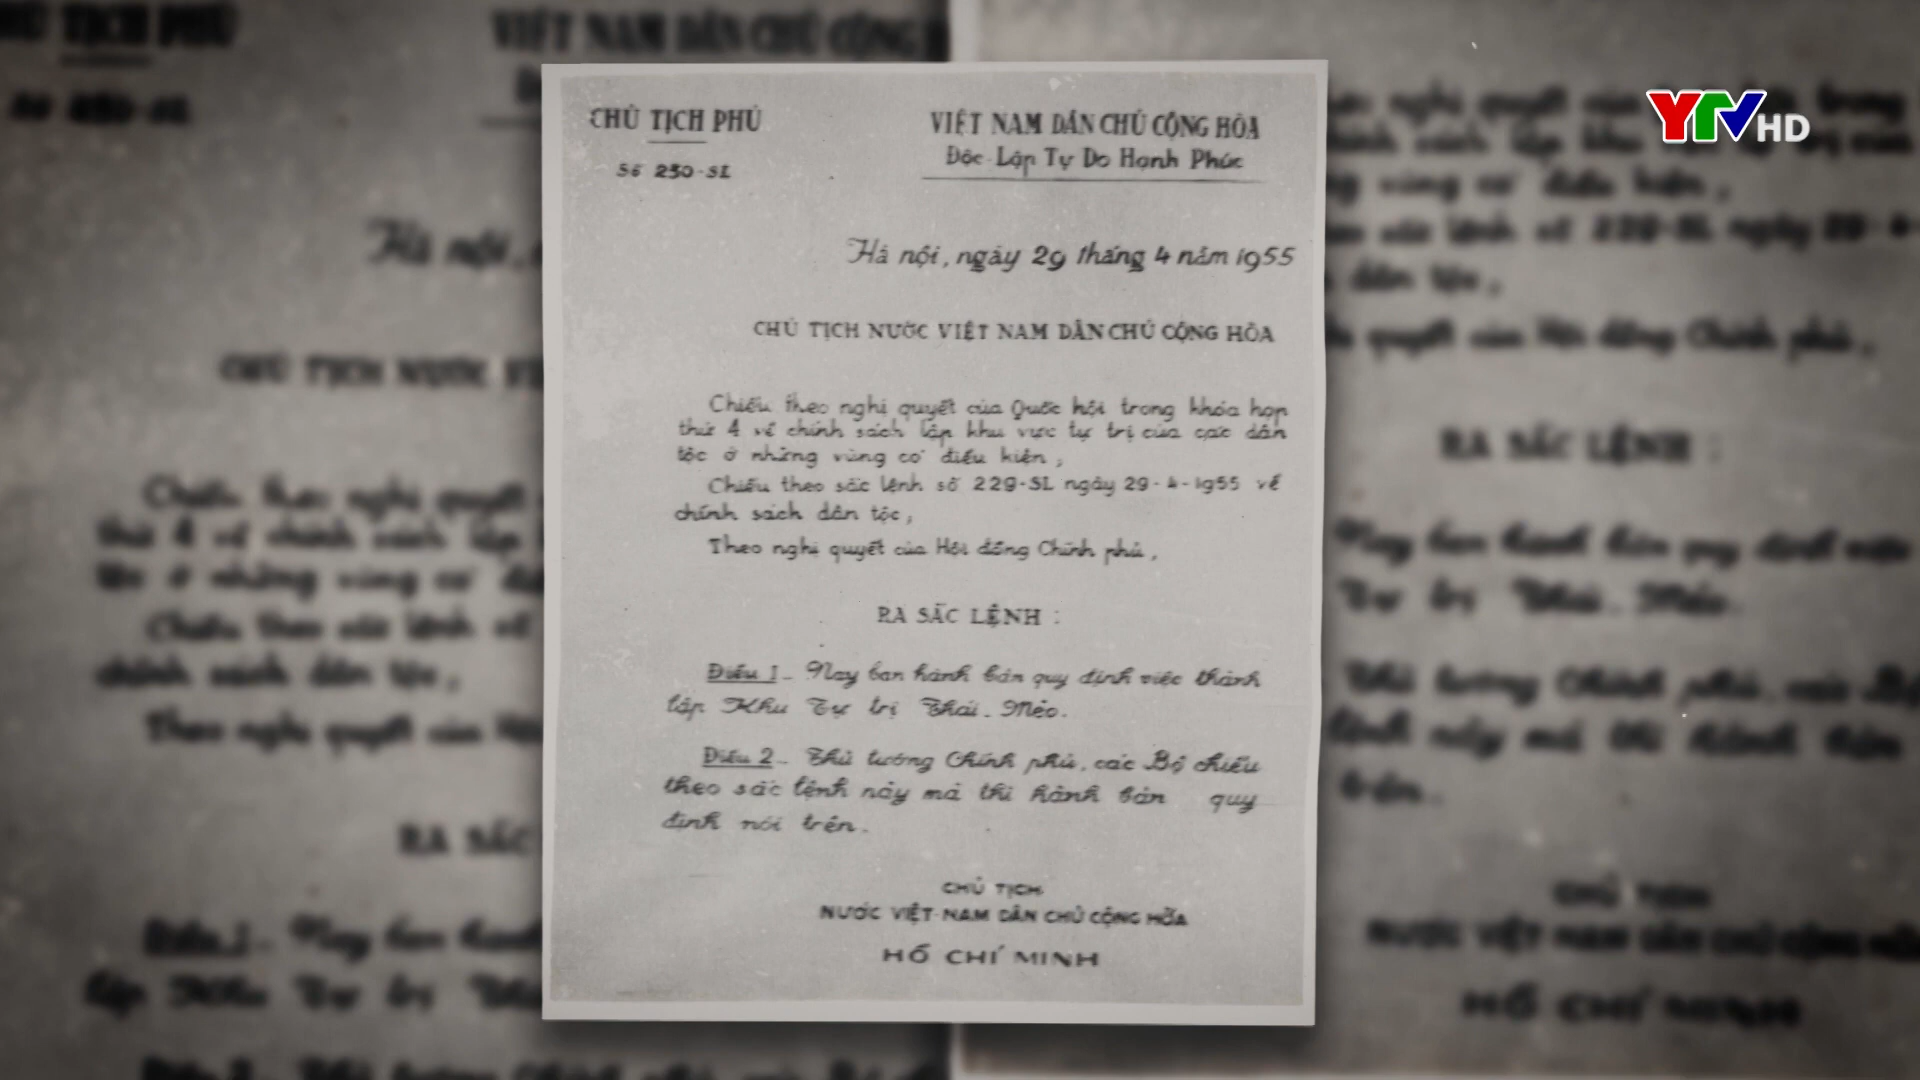 CHỦ TỊCH PHỦ
Số 230-SL
VIỆT NAM DÂN CHỦ CỘNG HÒA
Độc-Lập Tự Do Hạnh Phúc
Hà nội, ngày 29 tháng 4 năm 1955
CHỦ TỊCH NƯỚC VIỆT NAM DÂN CHỦ CỘNG HÒA
Chiếu theo nghị quyết của Quốc hội trong khóa họp
thứ 4 về chính sách lập khu vực tự trị của các dân
tộc ở những vùng có điều kiện;
Chiếu theo sắc lệnh số 229-SL ngày 29-4-1955 về
chính sách dân tộc;
Theo nghị quyết của Hội đồng Chính phủ,
RA SẮC LỆNH:
Điều 1- Nay ban hành bản quy định việc thành
lập Khu Tự trị Thái-Mèo.
Điều 2- Thủ tướng Chính phủ, các Bộ chiếu
theo sắc lệnh này mà thi hành bản quy
định nói trên.
CHỦ TỊCH
NƯỚC VIỆT-NAM DÂN CHỦ CỘNG HÒA
HỒ CHÍ MINH
YTV HD